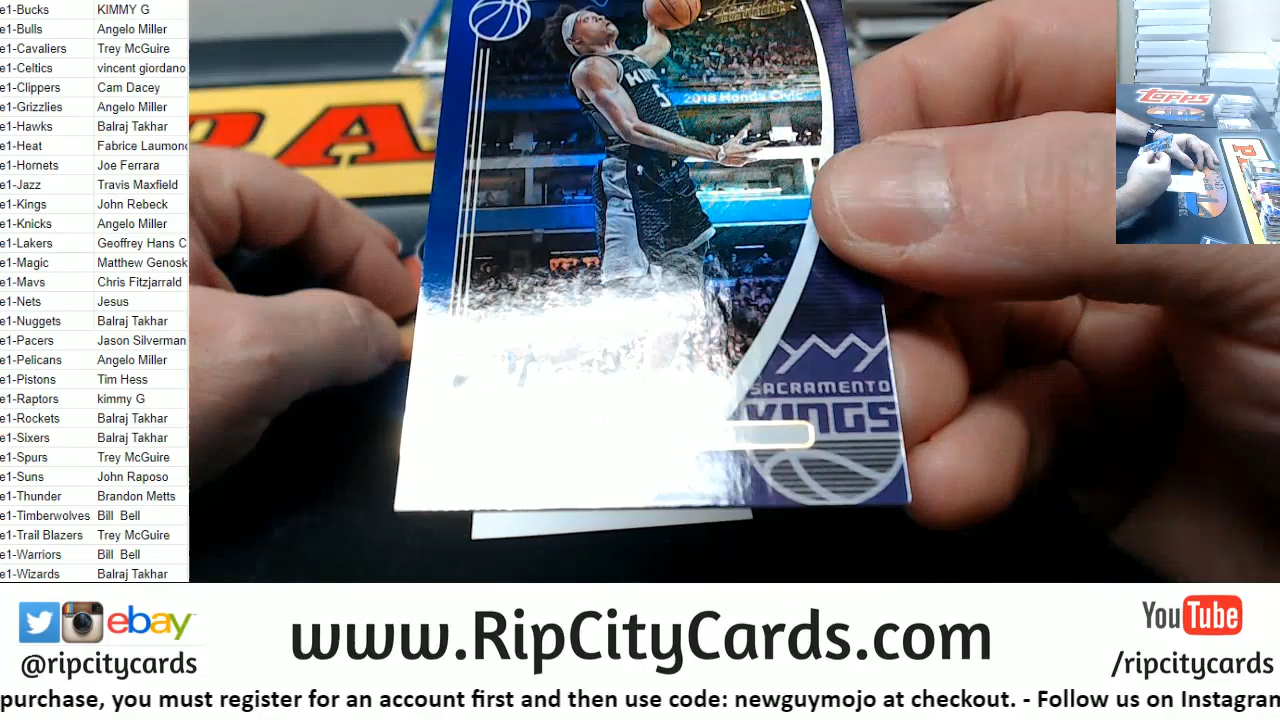 e1-Bucks KIMMY G
e1-Bulls Angelo Miller
e1-Cavaliers Trey McGuire
e1-Celtics vincent giordano
e1-Clippers Cam Dacey
e1-Grizzlies Angelo Miller
e1-Hawks Balraj Takhar
e1-Heat Fabrice Laumon
e1-Hornets Joe Ferrara
e1-Jazz Travis Maxfield
e1-Kings John Rebeck
e1-Knicks Angelo Miller
e1-Lakers Geoffrey Hans C
e1-Magic Matthew Genosk
e1-Mavs Chris Fitzjarrald
e1-Nets Jesus
e1-Nuggets Balraj Takhar
e1-Pacers Jason Silverman
e1-Pelicans Angelo Miller
e1-Pistons Tim Hess
e1-Raptors kimmy G
e1-Rockets Balraj Takhar
e1-Sixers Balraj Takhar
e1-Spurs Trey McGuire
e1-Suns John Raposo
e1-Thunder Brandon Metts
e1-Timberwolves Bill Bell
e1-Trail Blazers Trey McGuire
e1-Warriors Bill Bell
e1-Wizards Balraj Takhar
KINGS
5
2018 Honda Civic
SACRAMENTO
KINGS
TOPPS
ebay
@ripcitycards
www.RipCityCards.com
YouTube
/ripcitycards
purchase, you must register for an account first and then use code: newguymojo at checkout. - Follow us on Instagram